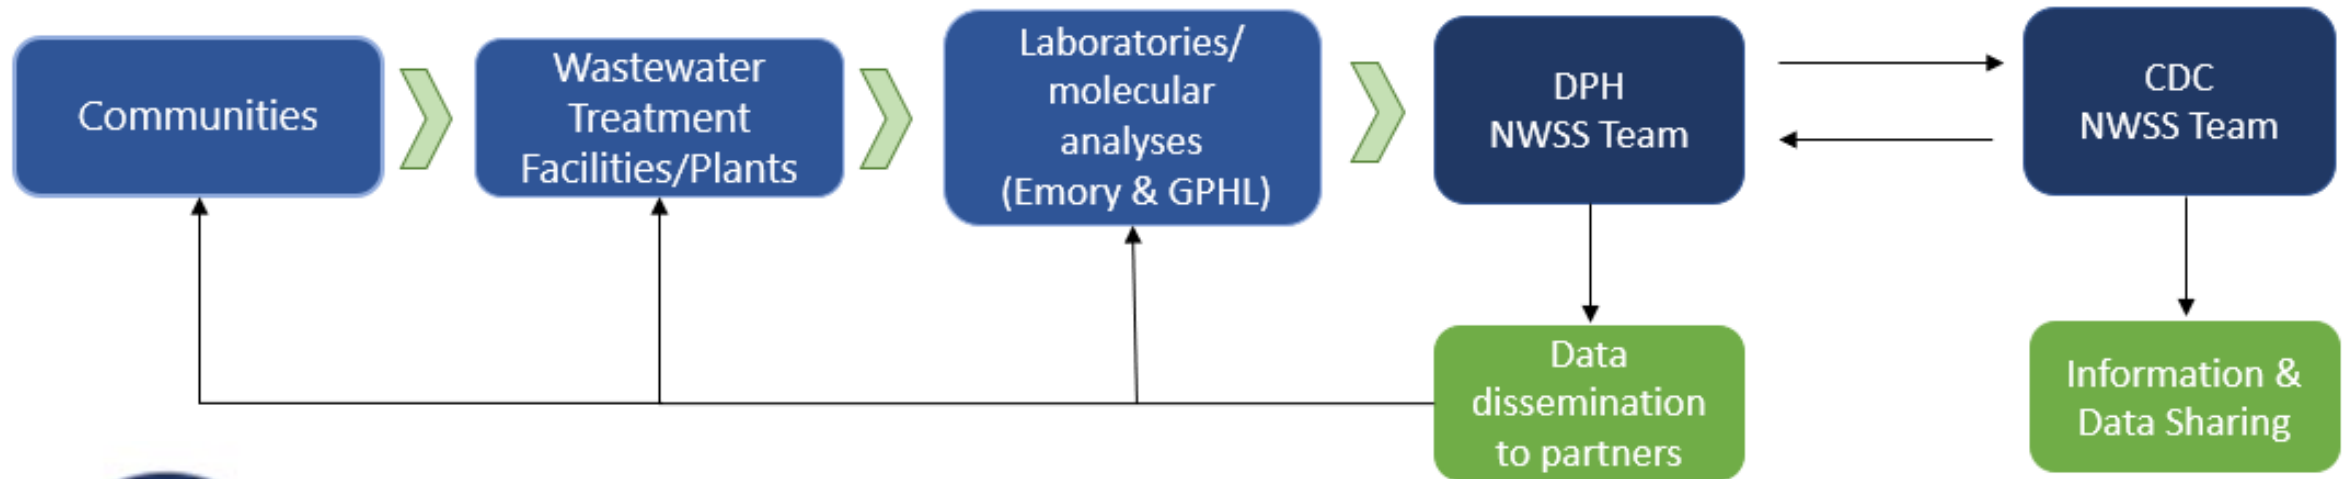 Communities
Wastewater
Treatment
Facilities/Plants
Laboratories/
molecular
analyses
(Emory & GPHL)
DPH
NWSS Team
CDC
NWSS Team
Data
dissemination
to partners
Information &
Data Sharing